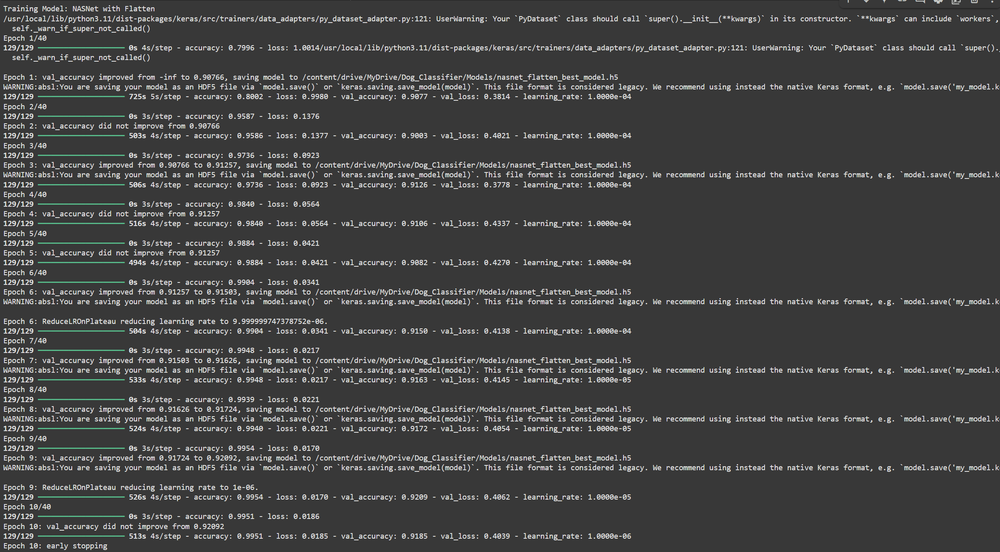 Training Model: NASNet with Flatten
/usr/local/lib/python3.11/dist-packages/keras/src/trainers/data_adapters/py_dataset_adapter.py:121: UserWarning: Your `PyDataset` class should call `super().__init__(**kwargs)` in its constructor. `**kwargs` can include `workers`,
  self._warn_if_super_not_called()
Epoch 1/40
129/129 ━━━━━━━━━━━━━━━━━━━━ 0s 4s/step - accuracy: 0.7996 - loss: 1.0014/usr/local/lib/python3.11/dist-packages/keras/src/trainers/data_adapters/py_dataset_adapter.py:121: UserWarning: Your `PyDataset` class should call `super().
  self._warn_if_super_not_called()
Epoch 1: val_accuracy improved from -inf to 0.90766, saving model to /content/drive/MyDrive/Dog_Classifier/Models/nasnet_flatten_best_model.h5
WARNING:absl:You are saving your model as an HDF5 file via `model.save()` or `keras.saving.save_model(model)`. This file format is considered legacy. We recommend using instead the native Keras format, e.g. `model.save('my_model.k
129/129 ━━━━━━━━━━━━━━━━━━━━ 725s 5s/step - accuracy: 0.8002 - loss: 0.9980 - val_accuracy: 0.9077 - val_loss: 0.3814 - learning_rate: 1.0000e-04
Epoch 2/40
129/129 ━━━━━━━━━━━━━━━━━━━━ 0s 3s/step - accuracy: 0.9587 - loss: 0.1376
Epoch 2: val_accuracy did not improve from 0.90766
129/129 ━━━━━━━━━━━━━━━━━━━━ 503s 4s/step - accuracy: 0.9586 - loss: 0.1377 - val_accuracy: 0.9003 - val_loss: 0.4021 - learning_rate: 1.0000e-04
Epoch 3/40
129/129 ━━━━━━━━━━━━━━━━━━━━ 0s 3s/step - accuracy: 0.9736 - loss: 0.0923
Epoch 3: val_accuracy improved from 0.90766 to 0.91257, saving model to /content/drive/MyDrive/Dog_Classifier/Models/nasnet_flatten_best_model.h5
WARNING:absl:You are saving your model as an HDF5 file via `model.save()` or `keras.saving.save_model(model)`. This file format is considered legacy. We recommend using instead the native Keras format, e.g. `model.save('my_model.k
129/129 ━━━━━━━━━━━━━━━━━━━━ 506s 4s/step - accuracy: 0.9736 - loss: 0.0923 - val_accuracy: 0.9126 - val_loss: 0.3778 - learning_rate: 1.0000e-04
Epoch 4/40
129/129 ━━━━━━━━━━━━━━━━━━━━ 0s 3s/step - accuracy: 0.9840 - loss: 0.0564
Epoch 4: val_accuracy did not improve from 0.91257
129/129 ━━━━━━━━━━━━━━━━━━━━ 516s 4s/step - accuracy: 0.9840 - loss: 0.0564 - val_accuracy: 0.9106 - val_loss: 0.4337 - learning_rate: 1.0000e-04
Epoch 5/40
129/129 ━━━━━━━━━━━━━━━━━━━━ 0s 3s/step - accuracy: 0.9884 - loss: 0.0421
Epoch 5: val_accuracy did not improve from 0.91257
129/129 ━━━━━━━━━━━━━━━━━━━━ 494s 4s/step - accuracy: 0.9884 - loss: 0.0421 - val_accuracy: 0.9082 - val_loss: 0.4270 - learning_rate: 1.0000e-04
Epoch 6/40
129/129 ━━━━━━━━━━━━━━━━━━━━ 0s 3s/step - accuracy: 0.9904 - loss: 0.0341
Epoch 6: val_accuracy improved from 0.91257 to 0.91503, saving model to /content/drive/MyDrive/Dog_Classifier/Models/nasnet_flatten_best_model.h5
WARNING:absl:You are saving your model as an HDF5 file via `model.save()` or `keras.saving.save_model(model)`. This file format is considered legacy. We recommend using instead the native Keras format, e.g. `model.save('my_model.k
Epoch 6: ReduceLROnPlateau reducing learning rate to 9.999999747378752e-06.
129/129 ━━━━━━━━━━━━━━━━━━━━ 504s 4s/step - accuracy: 0.9904 - loss: 0.0341 - val_accuracy: 0.9150 - val_loss: 0.4138 - learning_rate: 1.0000e-04
Epoch 7/40
129/129 ━━━━━━━━━━━━━━━━━━━━ 0s 3s/step - accuracy: 0.9948 - loss: 0.0217
Epoch 7: val_accuracy improved from 0.91503 to 0.91626, saving model to /content/drive/MyDrive/Dog_Classifier/Models/nasnet_flatten_best_model.h5
WARNING:absl:You are saving your model as an HDF5 file via `model.save()` or `keras.saving.save_model(model)`. This file format is considered legacy. We recommend using instead the native Keras format, e.g. `model.save('my_model.k
129/129 ━━━━━━━━━━━━━━━━━━━━ 533s 4s/step - accuracy: 0.9948 - loss: 0.0217 - val_accuracy: 0.9163 - val_loss: 0.4145 - learning_rate: 1.0000e-05
Epoch 8/40
129/129 ━━━━━━━━━━━━━━━━━━━━ 0s 3s/step - accuracy: 0.9939 - loss: 0.0221
Epoch 8: val_accuracy improved from 0.91626 to 0.91724, saving model to /content/drive/MyDrive/Dog_Classifier/Models/nasnet_flatten_best_model.h5
WARNING:absl:You are saving your model as an HDF5 file via `model.save()` or `keras.saving.save_model(model)`. This file format is considered legacy. We recommend using instead the native Keras format, e.g. `model.save('my_model.k
129/129 ━━━━━━━━━━━━━━━━━━━━ 524s 4s/step - accuracy: 0.9940 - loss: 0.0221 - val_accuracy: 0.9172 - val_loss: 0.4054 - learning_rate: 1.0000e-05
Epoch 9/40
129/129 ━━━━━━━━━━━━━━━━━━━━ 0s 3s/step - accuracy: 0.9954 - loss: 0.0170
Epoch 9: val_accuracy improved from 0.91724 to 0.92092, saving model to /content/drive/MyDrive/Dog_Classifier/Models/nasnet_flatten_best_model.h5
WARNING:absl:You are saving your model as an HDF5 file via `model.save()` or `keras.saving.save_model(model)`. This file format is considered legacy. We recommend using instead the native Keras format, e.g. `model.save('my_model.k
Epoch 9: ReduceLROnPlateau reducing learning rate to 1e-06.
129/129 ━━━━━━━━━━━━━━━━━━━━ 526s 4s/step - accuracy: 0.9954 - loss: 0.0170 - val_accuracy: 0.9209 - val_loss: 0.4062 - learning_rate: 1.0000e-05
Epoch 10/40
129/129 ━━━━━━━━━━━━━━━━━━━━ 0s 3s/step - accuracy: 0.9951 - loss: 0.0186
Epoch 10: val_accuracy did not improve from 0.92092
129/129 ━━━━━━━━━━━━━━━━━━━━ 513s 4s/step - accuracy: 0.9951 - loss: 0.0185 - val_accuracy: 0.9185 - val_loss: 0.4039 - learning_rate: 1.0000e-06
Epoch 10: early stopping